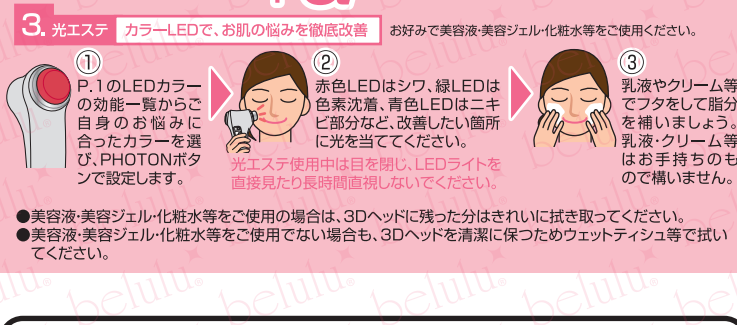 3. 光エステ カラーLEDで、お肌の悩みを徹底改善 お好みで美容液・美容ジェル・化粧水等をご使用ください。
①
P.1のLEDカラー
の効能一覧からご
自身のお悩みに
合ったカラーを選
び、PHOTONボタ
ンで設定します。
②
赤色LEDはシワ、緑LEDは
色素沈着、青色LEDはニキ
ビ部分など、改善したい箇所
に光を当ててください。
光エステ使用中は目を閉じ、LEDライトを
直接見たり長時間直視しないでください。
③
乳液やクリーム等
でフタをして脂分
を補いましょう。
乳液・クリーム等
はお手持ちのも
ので構いません。
●美容液・美容ジェル・化粧水等をご使用の場合は、3Dヘッドに残った分はきれいに拭き取ってください。
●美容液・美容ジェル・化粧水等をご使用でない場合も、3Dヘッドを清潔に保つためウェットティシュ等で拭い
てください。
belulu